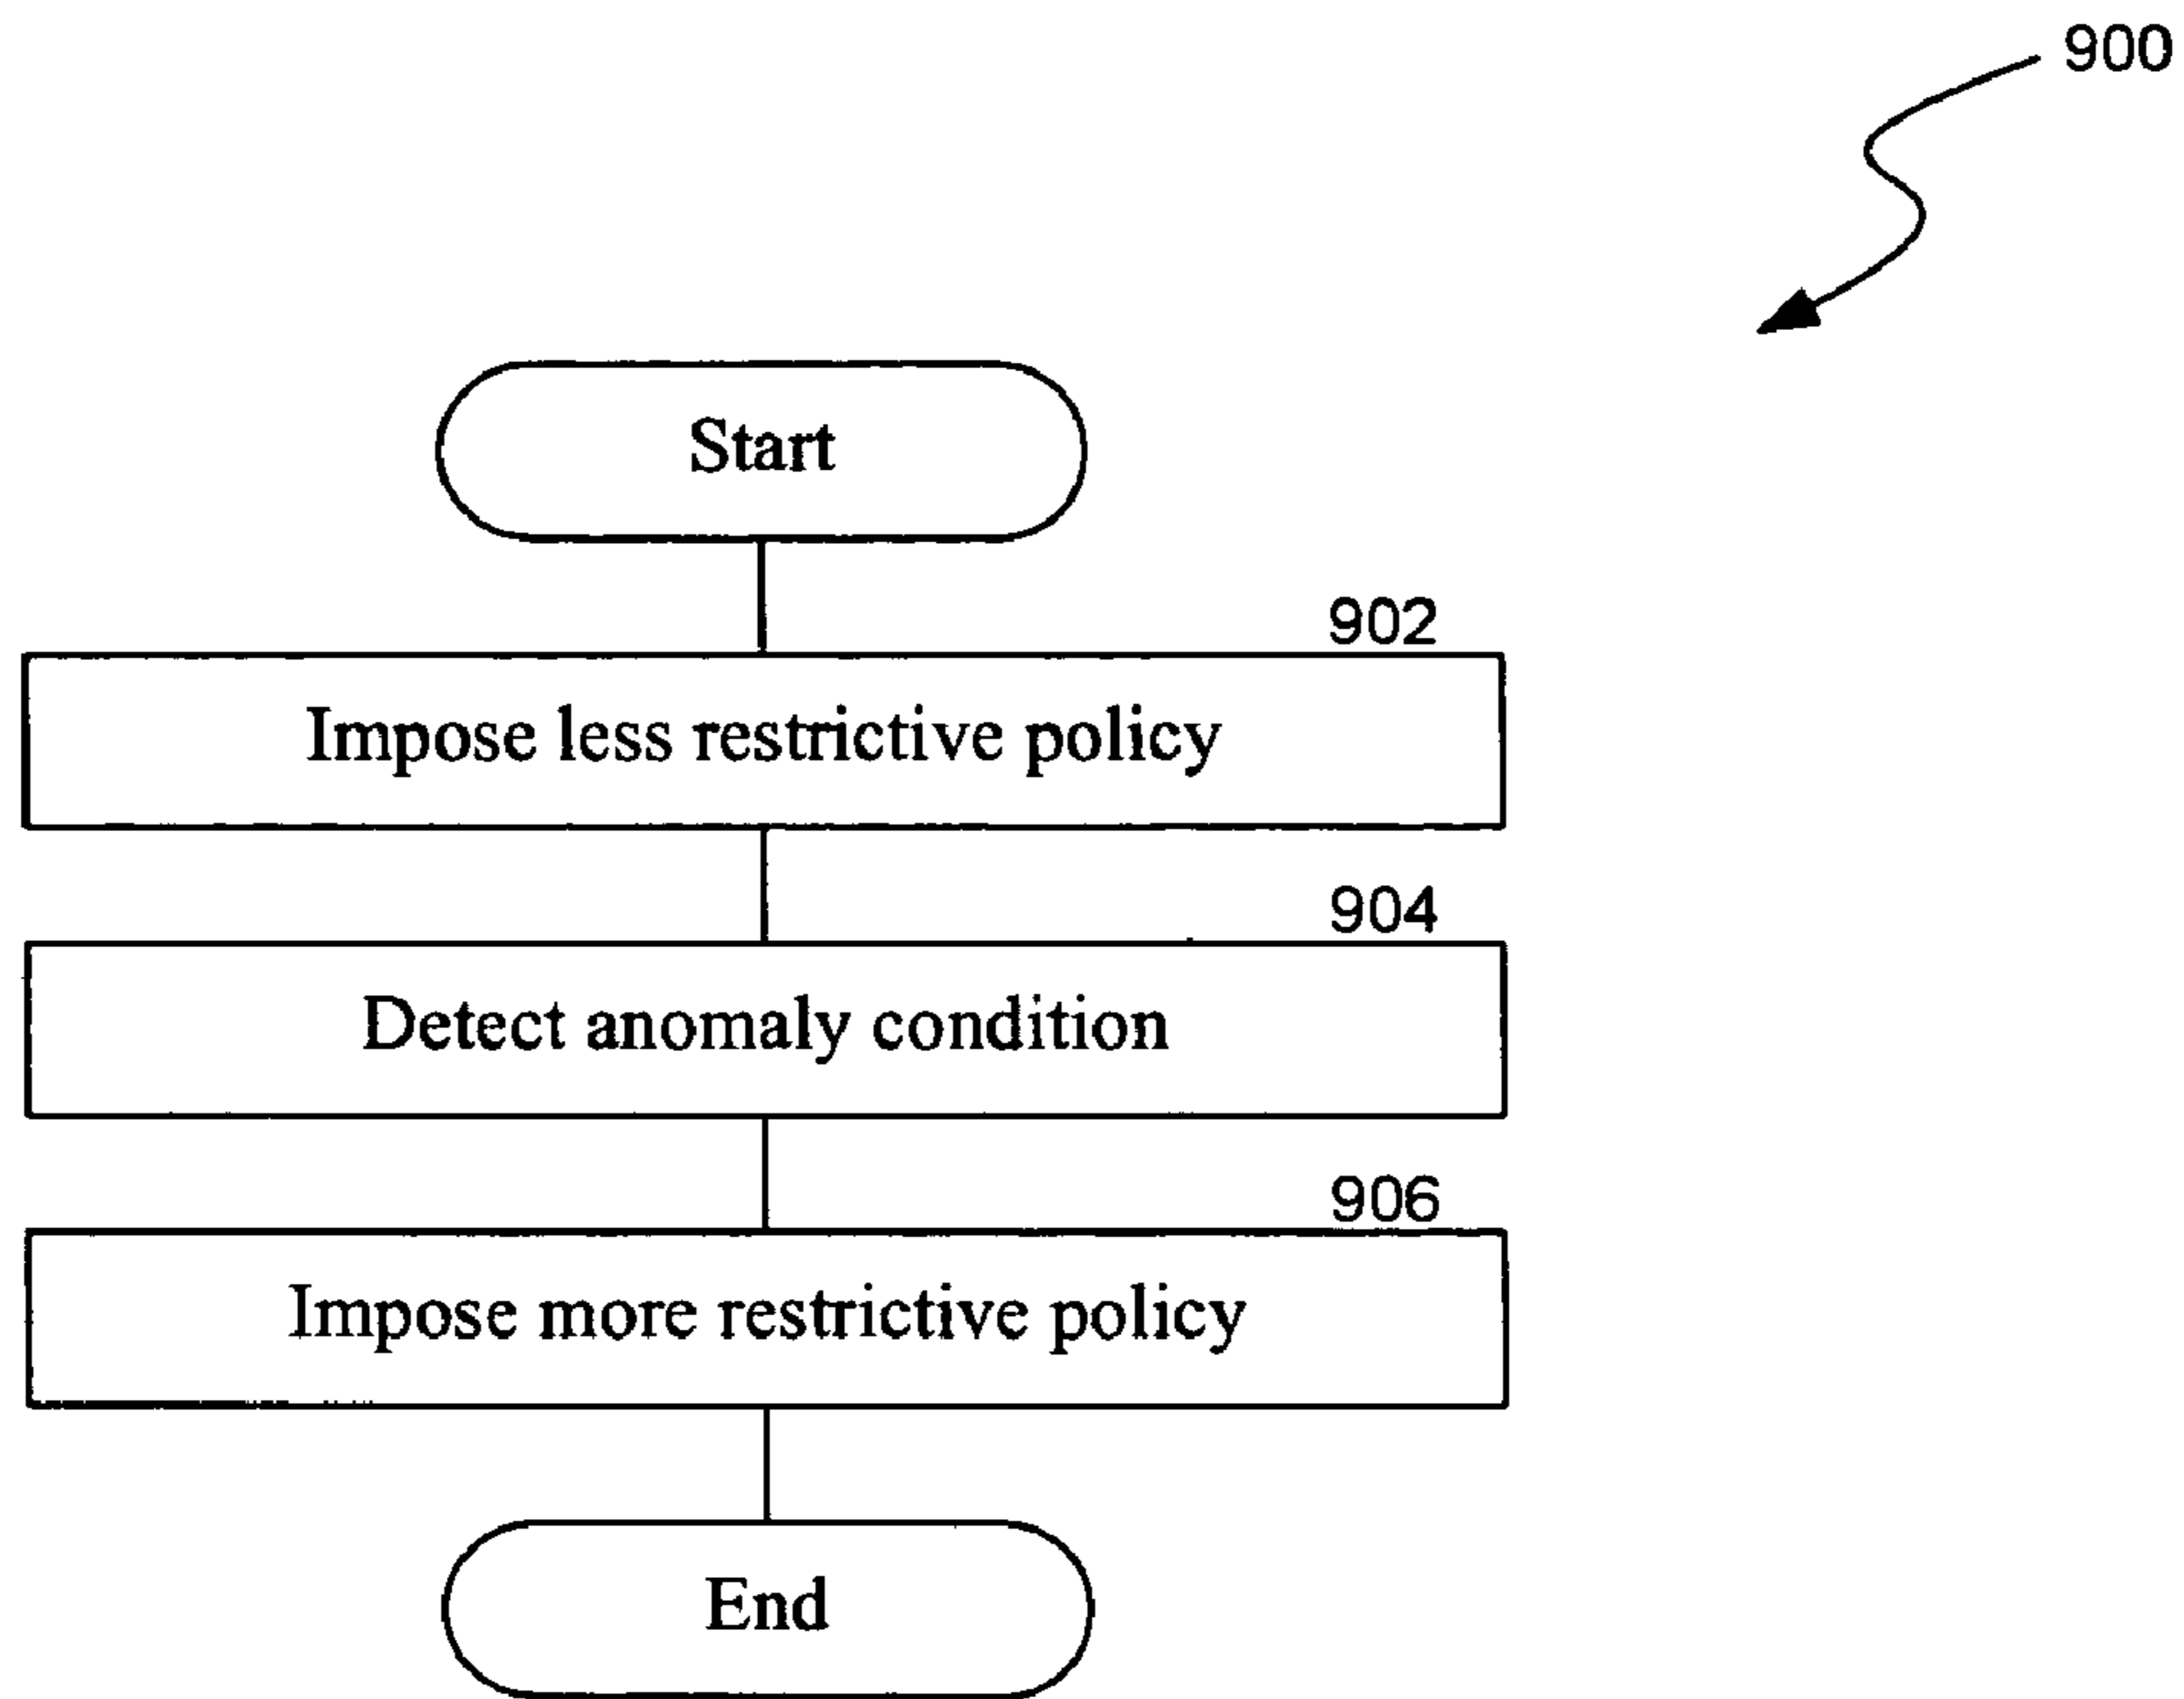 900
Start
902
Impose less restrictive policy
904
Detect anomaly condition
906
Impose more restrictive policy
End